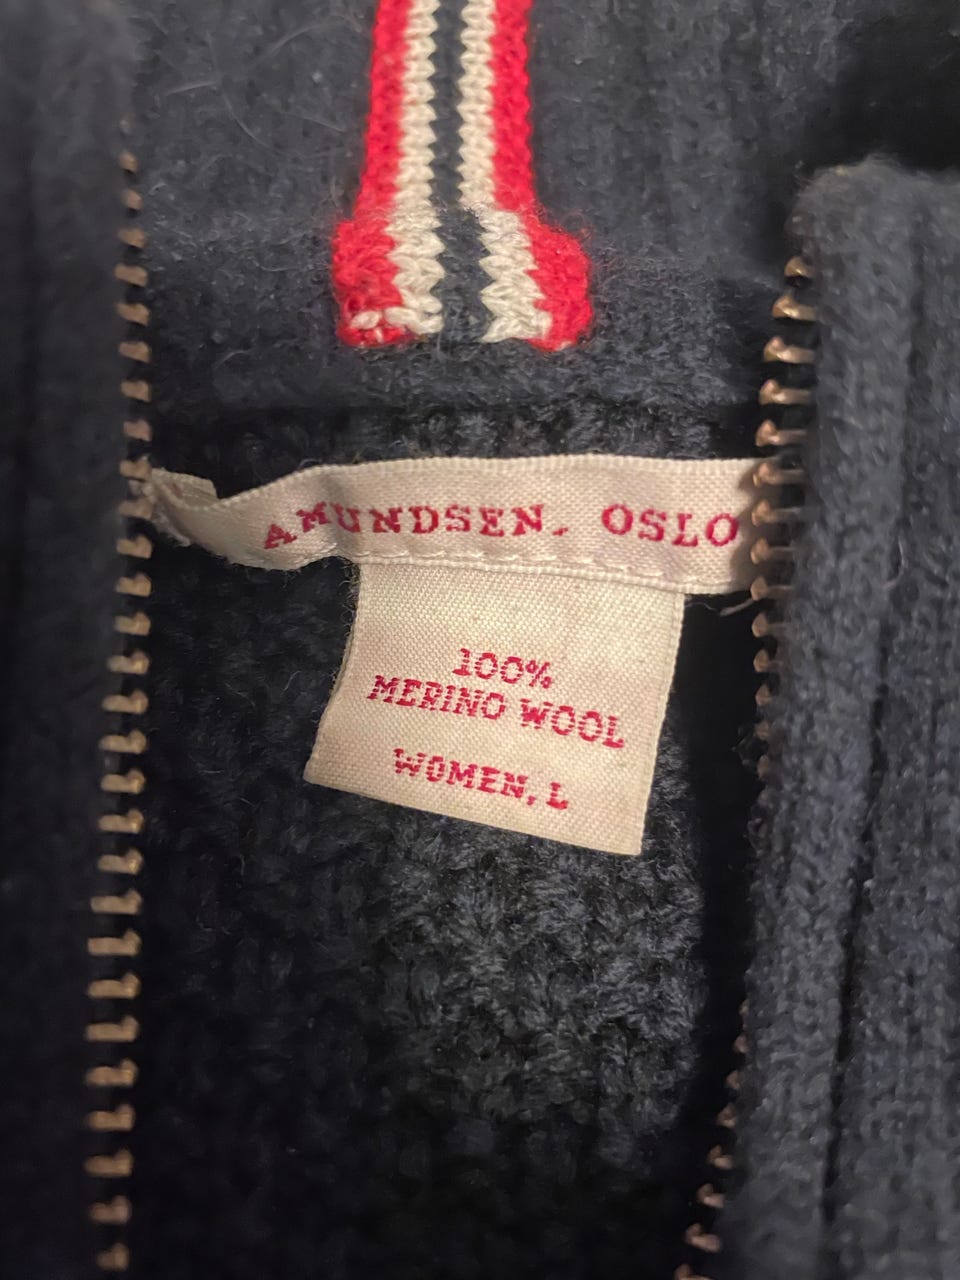 AMUNDSEN. OSLO
100%
MERINO WOOL
WOMEN, L